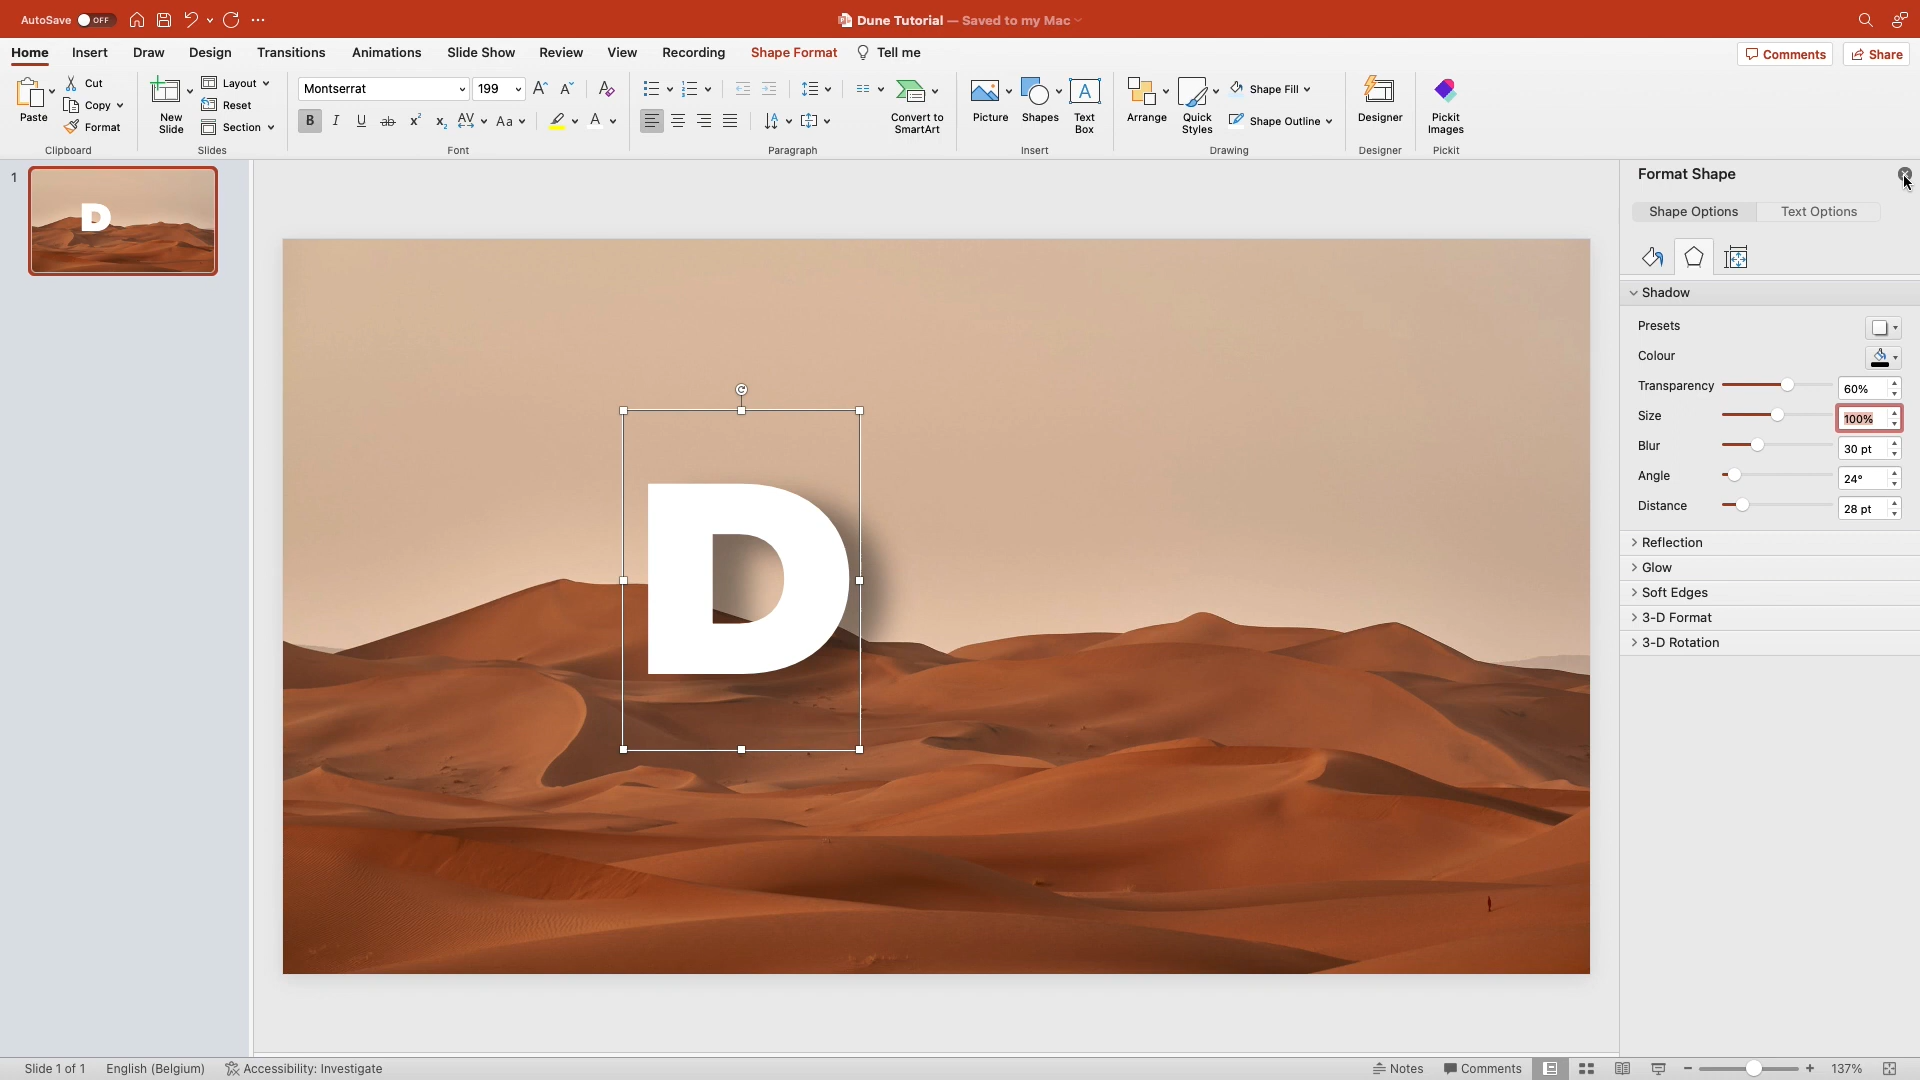 AutoSave OFF
Dune Tutorial — Saved to my Mac
Home Insert Draw Design Transitions Animations Slide Show Review View Recording Shape Format Tell me
Comments Share
Paste
Cut
Copy
Format
Clipboard
New
Slide
Layout
Reset
Section
Slides
Montserrat 199
B I U ab x² x₂ AV Aa A
Font
Convert to
SmartArt
Paragraph
Picture Shapes Text
Box
Insert
Arrange Quick
Styles
Shape Fill
Shape Outline
Drawing
Designer
Designer
Pickit
Images
Pickit
1
D
D
Format Shape
Shape Options Text Options
Shadow
Presets
Colour
Transparency 60%
Size 100%
Blur 30 pt
Angle 24°
Distance 28 pt
Reflection
Glow
Soft Edges
3-D Format
3-D Rotation
Slide 1 of 1 English (Belgium) Accessibility: Investigate Notes Comments 137%